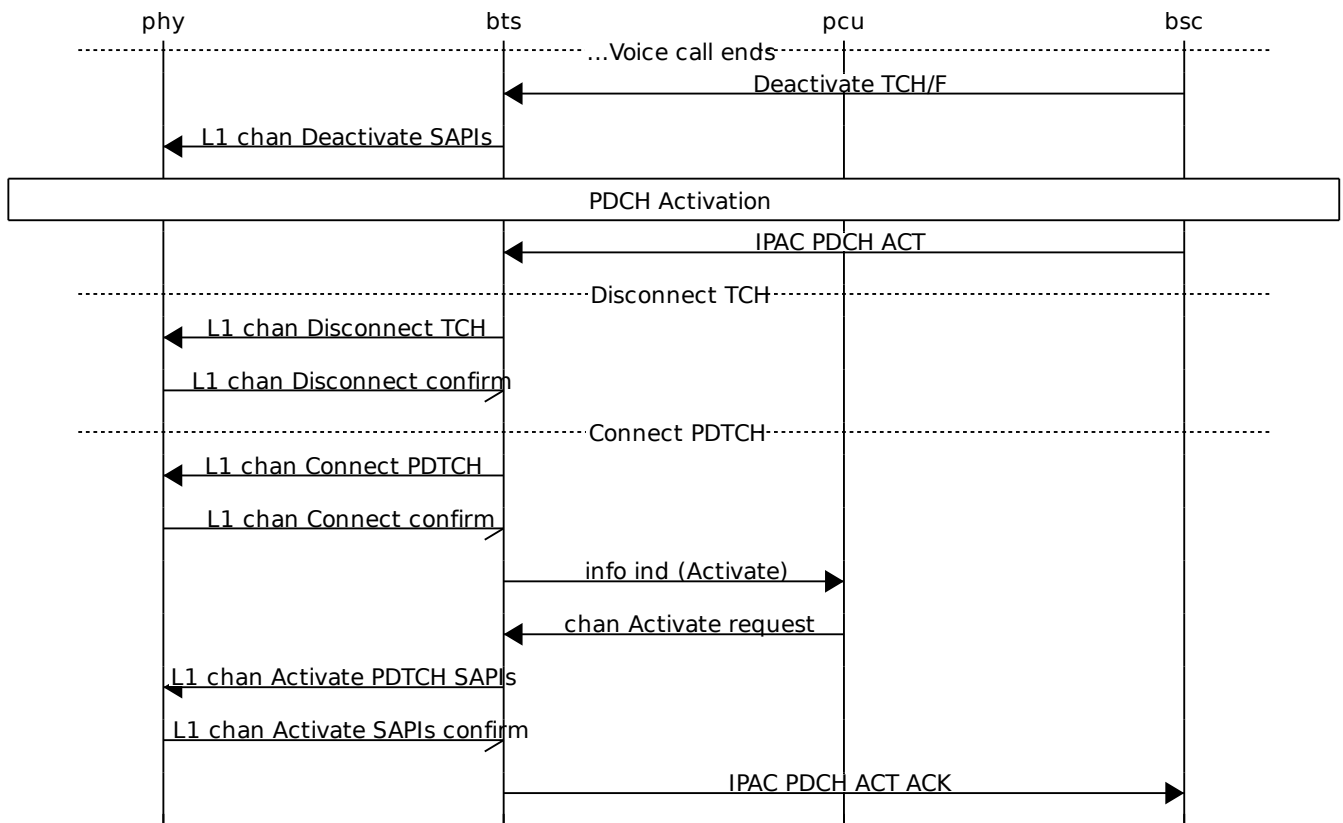 phy bts pcu bsc
...Voice call ends
Deactivate TCH/F
L1 chan Deactivate SAPIs
PDCH Activation
IPAC PDCH ACT
Disconnect TCH
L1 chan Disconnect TCH
L1 chan Disconnect confirm
Connect PDTCH
L1 chan Connect PDTCH
L1 chan Connect confirm
info ind (Activate)
chan Activate request
L1 chan Activate PDTCH SAPIs
L1 chan Activate SAPIs confirm
IPAC PDCH ACT ACK